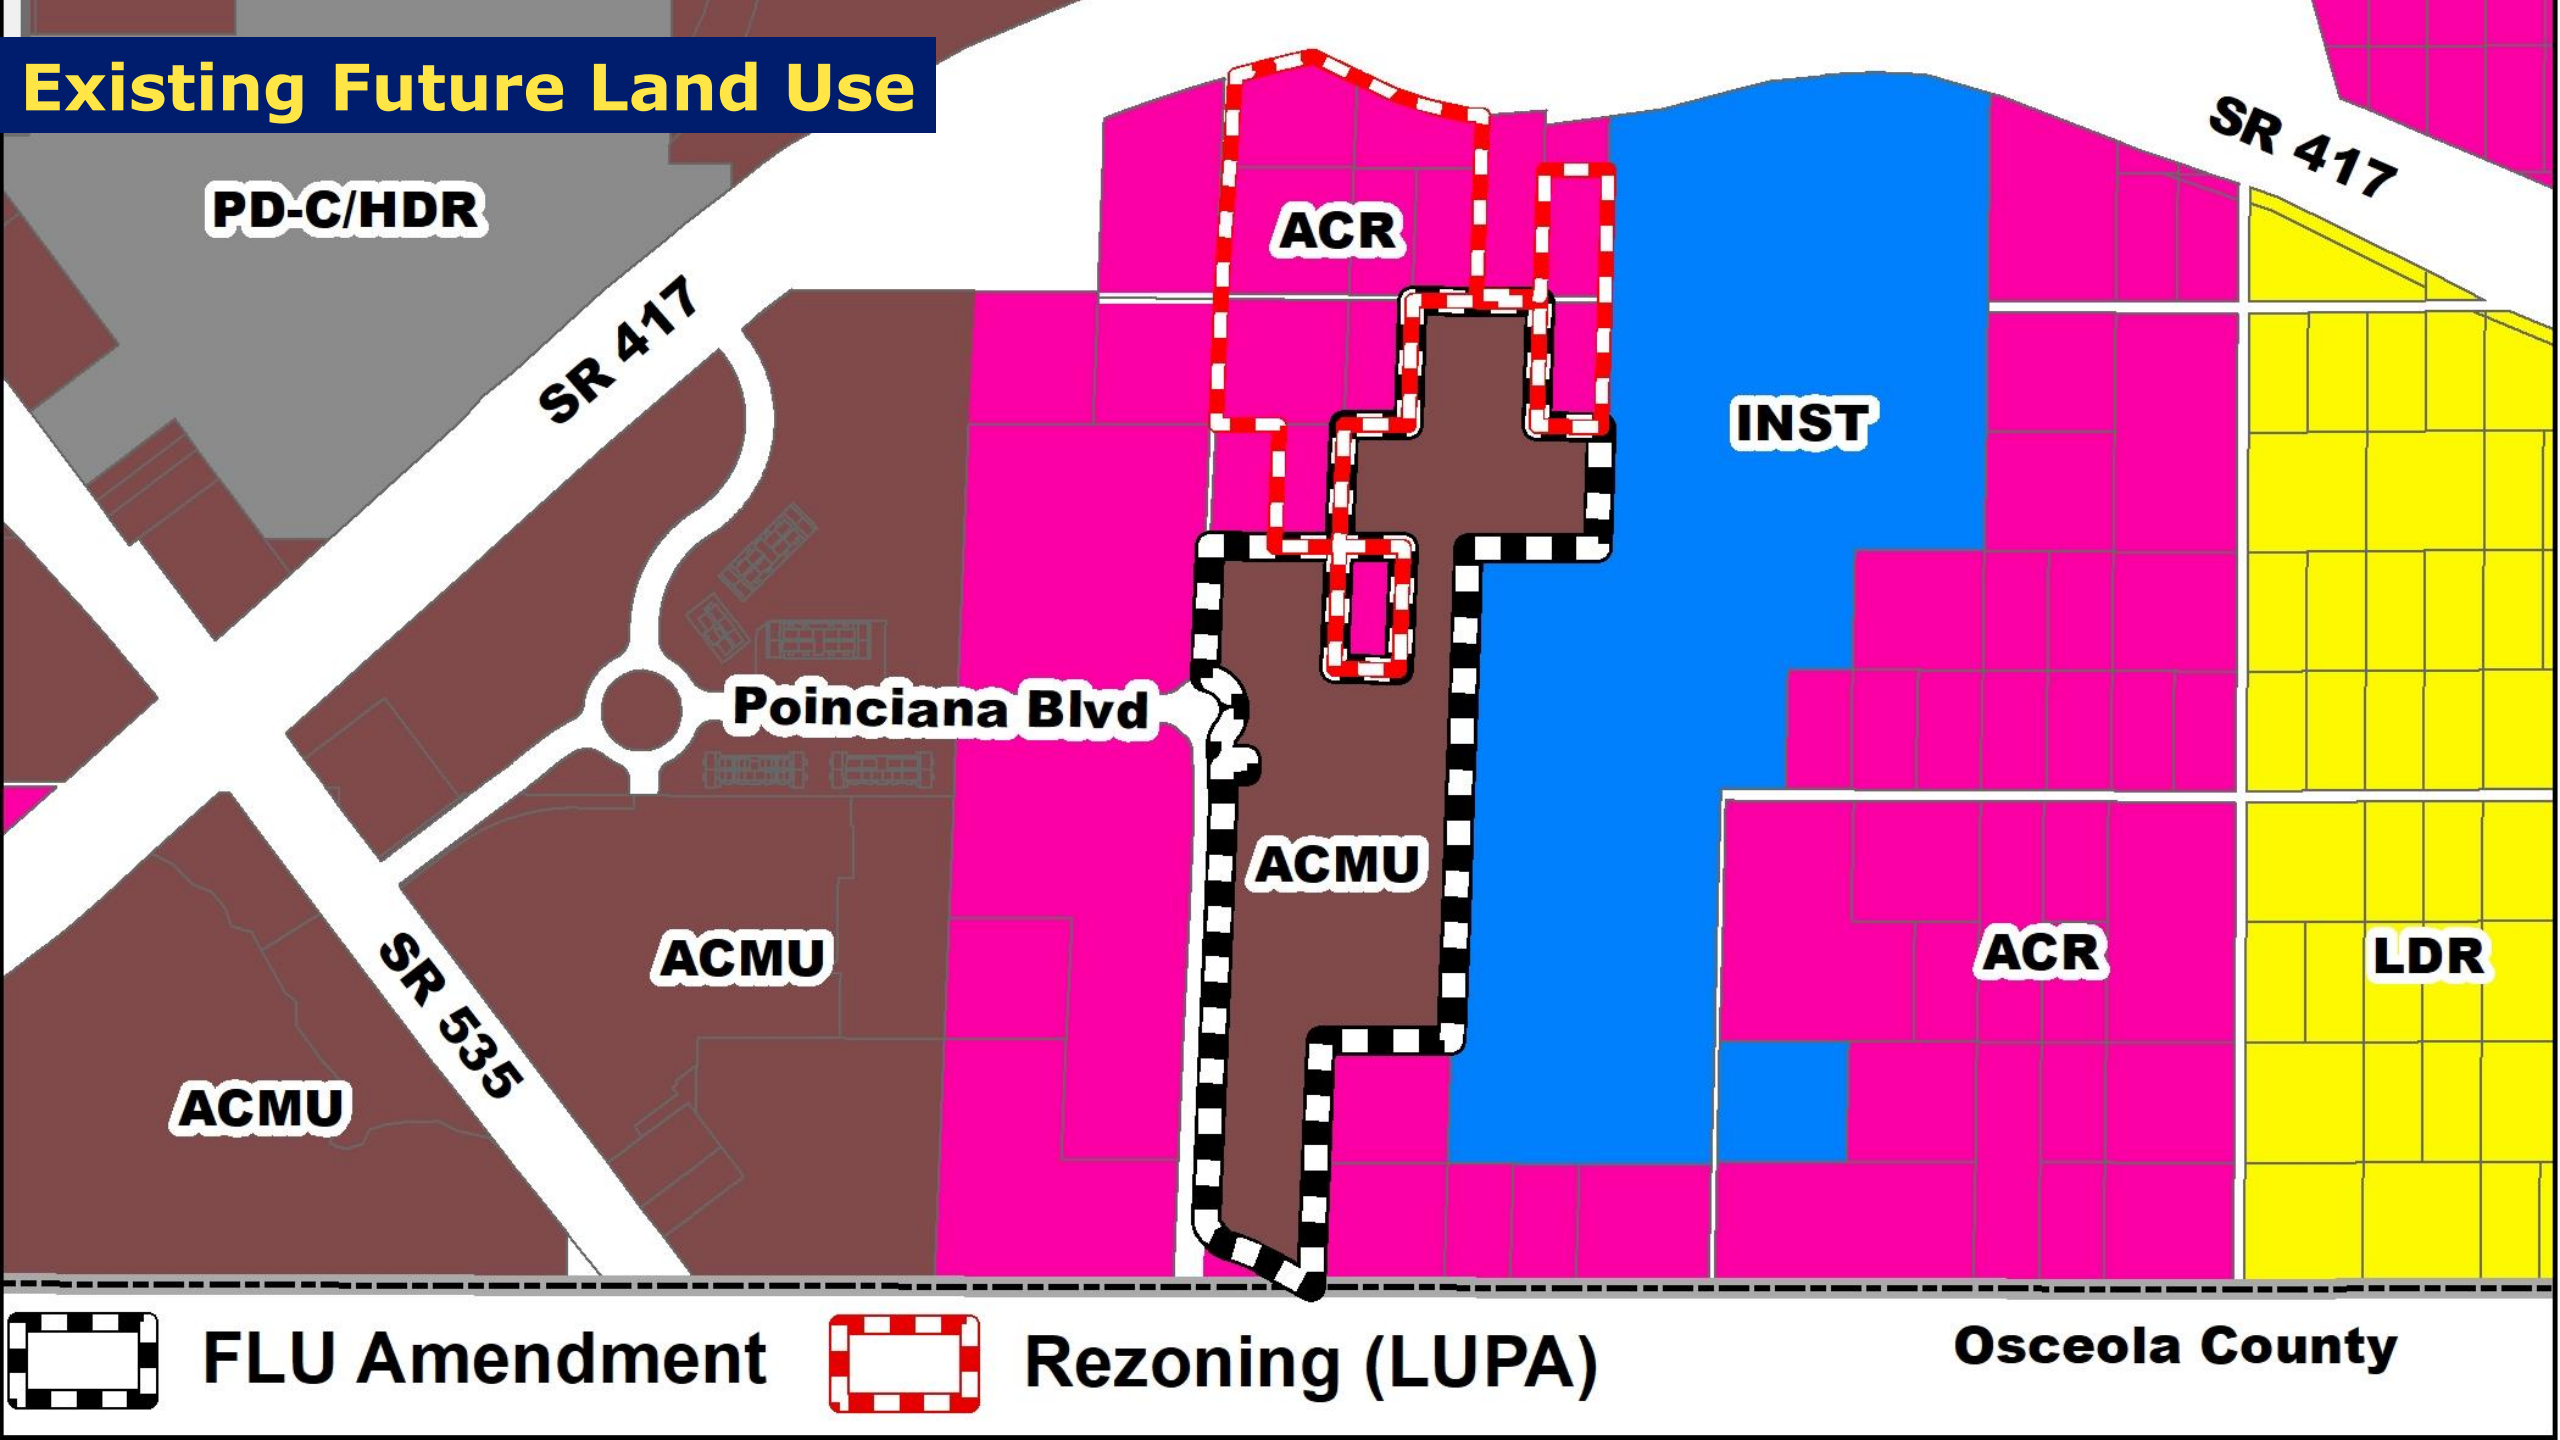 Existing Future Land Use
SR 417
PD-C/HDR
ACR
SR 417
INST
Poinciana Blvd
ACMU
ACMU
ACR
LDR
SR 535
ACMU
FLU Amendment
Rezoning (LUPA)
Osceola County